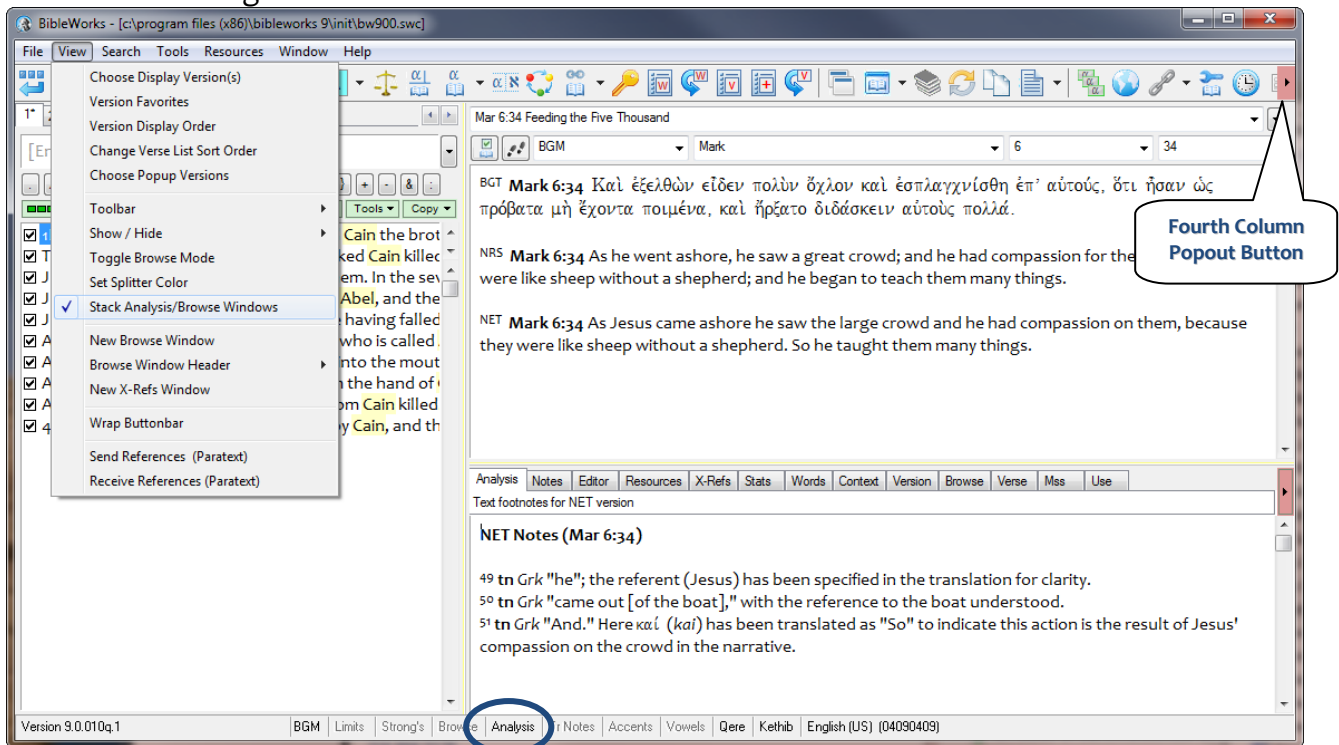 BibleWorks - [c:\program files (x86)\bibleworks 9\init\bw900.swc]
File View Search Tools Resources Window Help
Choose Display Version(s)
Version Favorites
Version Display Order
Change Verse List Sort Order
Choose Popup Versions
Toolbar
Show / Hide
Toggle Browse Mode
Set Splitter Color
Stack Analysis/Browse Windows
New Browse Window
Browse Window Header
New X-Refs Window
Wrap Buttonbar
Send References (Paratext)
Receive References (Paratext)
[Er
+ - & :
Tools Copy
Cain the brot
ked Cain killed
em. In the sev
Abel, and the
having falled
who is called
nto the mout
the hand of
om Cain killed
by Cain, and th
Mar 6:34 Feeding the Five Thousand
BGM Mark 6 34
BGT Mark 6:34 Καὶ ἐξελθὼν εἶδεν πολὺν ὄχλον καὶ ἐσπλαγχνίσθη ἐπ' αὐτούς, ὅτι ἦσαν ὡς
πρόβατα μὴ ἔχοντα ποιμένα, καὶ ἤρξατο διδάσκειν αὐτοὺς πολλά.
NRS Mark 6:34 As he went ashore, he saw a great crowd; and he had compassion for the
were like sheep without a shepherd; and he began to teach them many things.
NET Mark 6:34 As Jesus came ashore he saw the large crowd and he had compassion on them, because
they were like sheep without a shepherd. So he taught them many things.
Fourth Column
Popout Button
Analysis Notes Editor Resources X-Refs Stats Words Context Version Browse Verse Mss Use
Text footnotes for NET version
NET Notes (Mar 6:34)
49 tn Grk "he"; the referent (Jesus) has been specified in the translation for clarity.
50 tn Grk "came out [of the boat]," with the reference to the boat understood.
51 tn Grk "And." Here καί (kai) has been translated as "So" to indicate this action is the result of Jesus'
compassion on the crowd in the narrative.
Version 9.0.010q.1 BGM Limits Strong's Browse Analysis r Notes Accents Vowels Qere Kethib English (US) (04090409)